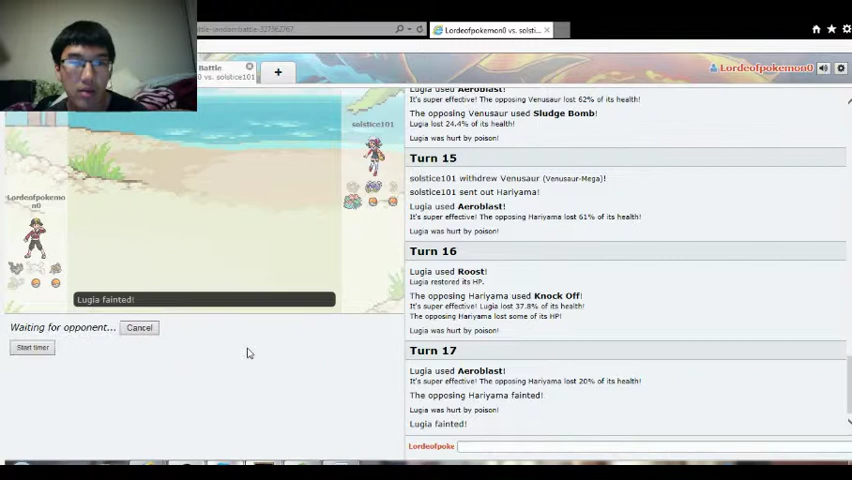 -randombattle-327962767
Lordeofpokemon0 vs. solsti...
Battle
0 vs. solstice101
+
Lordeofpokemon0
Lugia used Aeroblast!
It's super effective! The opposing Venusaur lost 62% of its health!
The opposing Venusaur used Sludge Bomb!
Lugia lost 24.4% of its health!
Lugia was hurt by poison!
Turn 15
solstice101 withdrew Venusaur (Venusaur-Mega)!
solstice101 sent out Hariyama!
Lugia used Aeroblast!
It's super effective! The opposing Hariyama lost 61% of its health!
Lugia was hurt by poison!
Turn 16
Lugia used Roost!
Lugia restored its HP.
The opposing Hariyama used Knock Off!
It's super effective! Lugia lost 37.8% of its health!
The opposing Hariyama lost some of its HP!
Lugia was hurt by poison!
Turn 17
Lugia used Aeroblast!
It's super effective! The opposing Hariyama lost 20% of its health!
The opposing Hariyama fainted!
Lugia was hurt by poison!
Lugia fainted!
Lordeofpoke
solstice101
Lordeofpokemo
n0
Lugia fainted!
Waiting for opponent... Cancel
Start timer